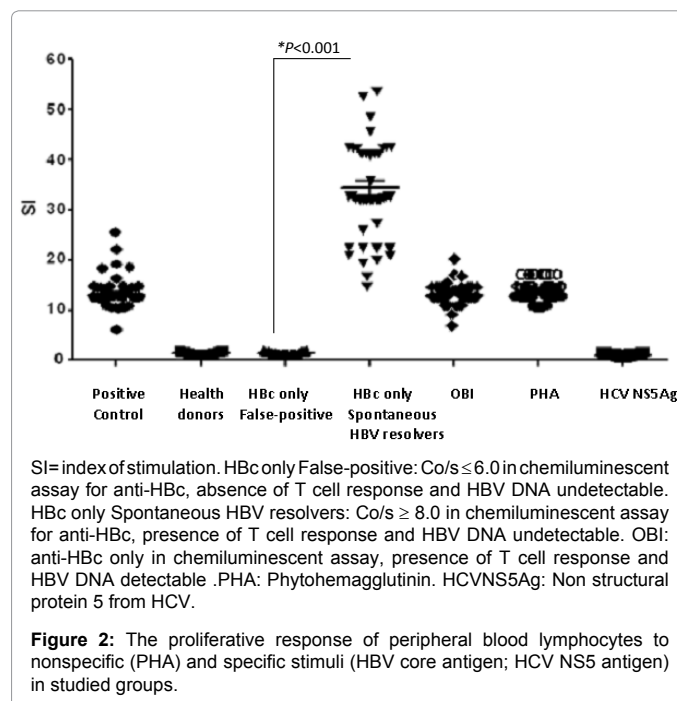 *P<0.001
60
50
40
30
20
10
0
SI
Positive Control
Health donors
HBc only False-positive
HBc only Spontaneous HBV resolvers
OBI
PHA
HCV NS5Ag
SI= index of stimulation. HBc only False-positive: Co/s ≤ 6.0 in chemiluminescent
assay for anti-HBc, absence of T cell response and HBV DNA undetectable.
HBc only Spontaneous HBV resolvers: Co/s ≥ 8.0 in chemiluminescent assay
for anti-HBc, presence of T cell response and HBV DNA undetectable. OBI:
anti-HBc only in chemiluminescent assay, presence of T cell response and
HBV DNA detectable .PHA: Phytohemagglutinin. HCVNS5Ag: Non structural
protein 5 from HCV.
Figure 2: The proliferative response of peripheral blood lymphocytes to
nonspecific (PHA) and specific stimuli (HBV core antigen; HCV NS5 antigen)
in studied groups.